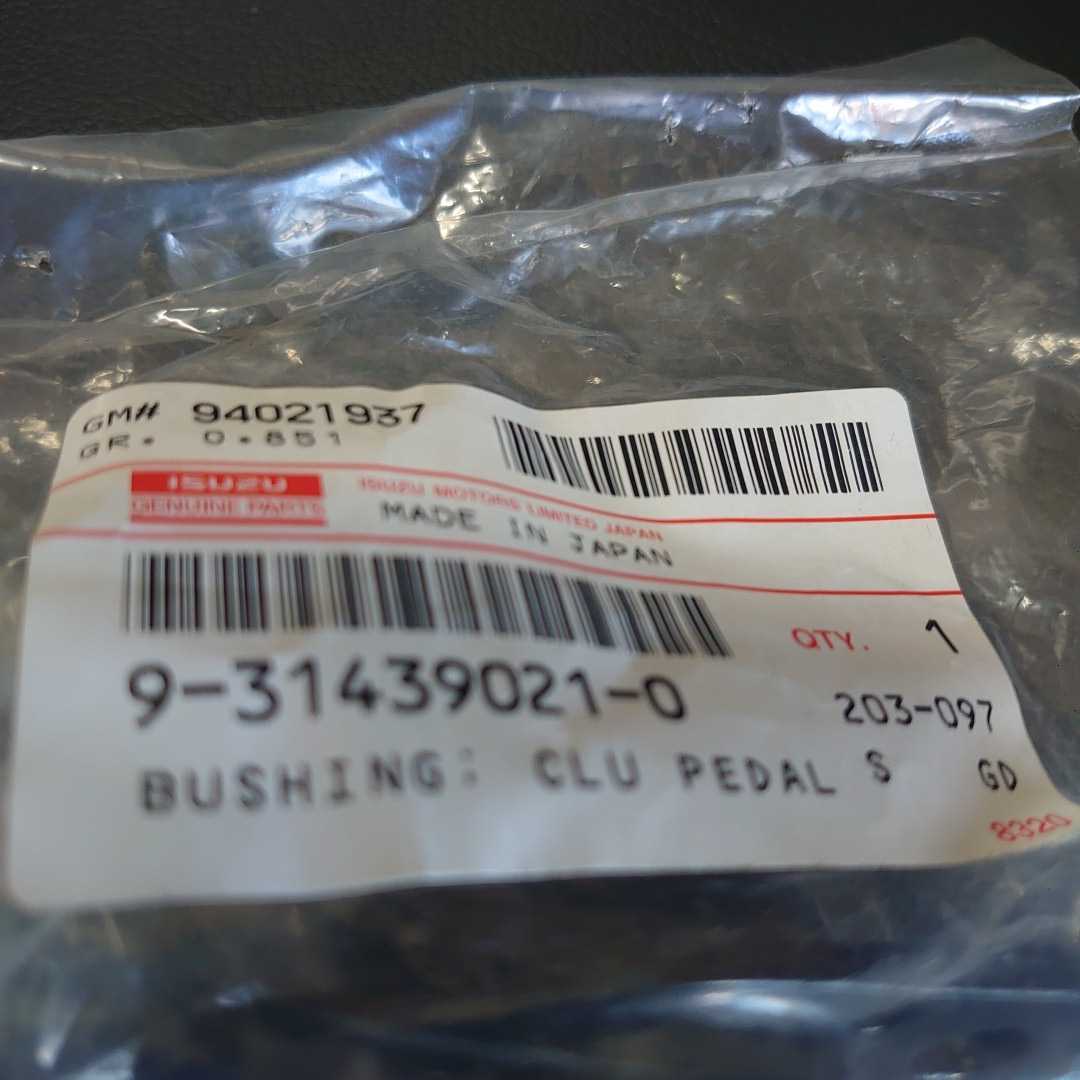 GM# 94021937
GR. 0.851
ISUZU
GENUINE PARTS
ISUZU MOTORS LIMITED JAPAN
MADE IN JAPAN
QTY. 1
9-31439021-0
203-097
BUSHING: CLU PEDAL S GD
8320